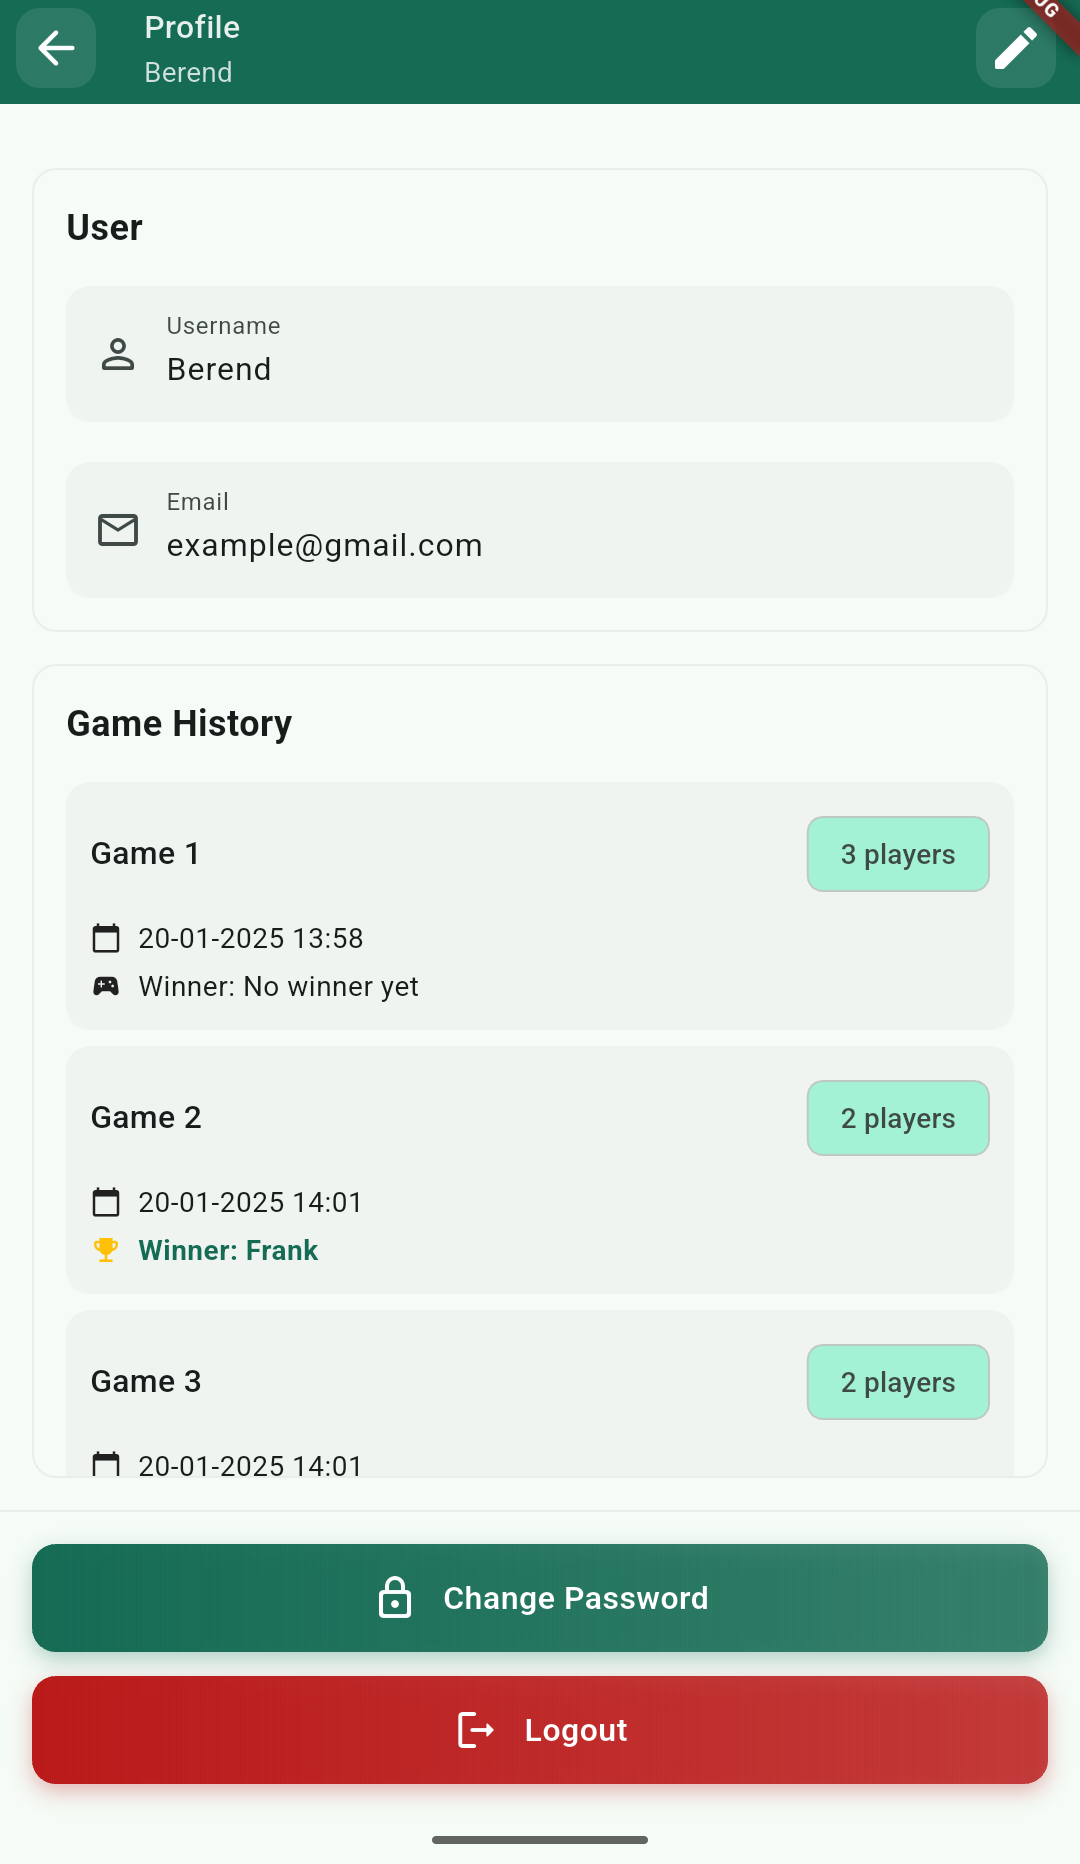 Profile
Berend
User
Username
Berend
Email
example@gmail.com
Game History
Game 1
3 players
20-01-2025 13:58
Winner: No winner yet
Game 2
2 players
20-01-2025 14:01
Winner: Frank
Game 3
2 players
20-01-2025 14:01
Change Password
Logout